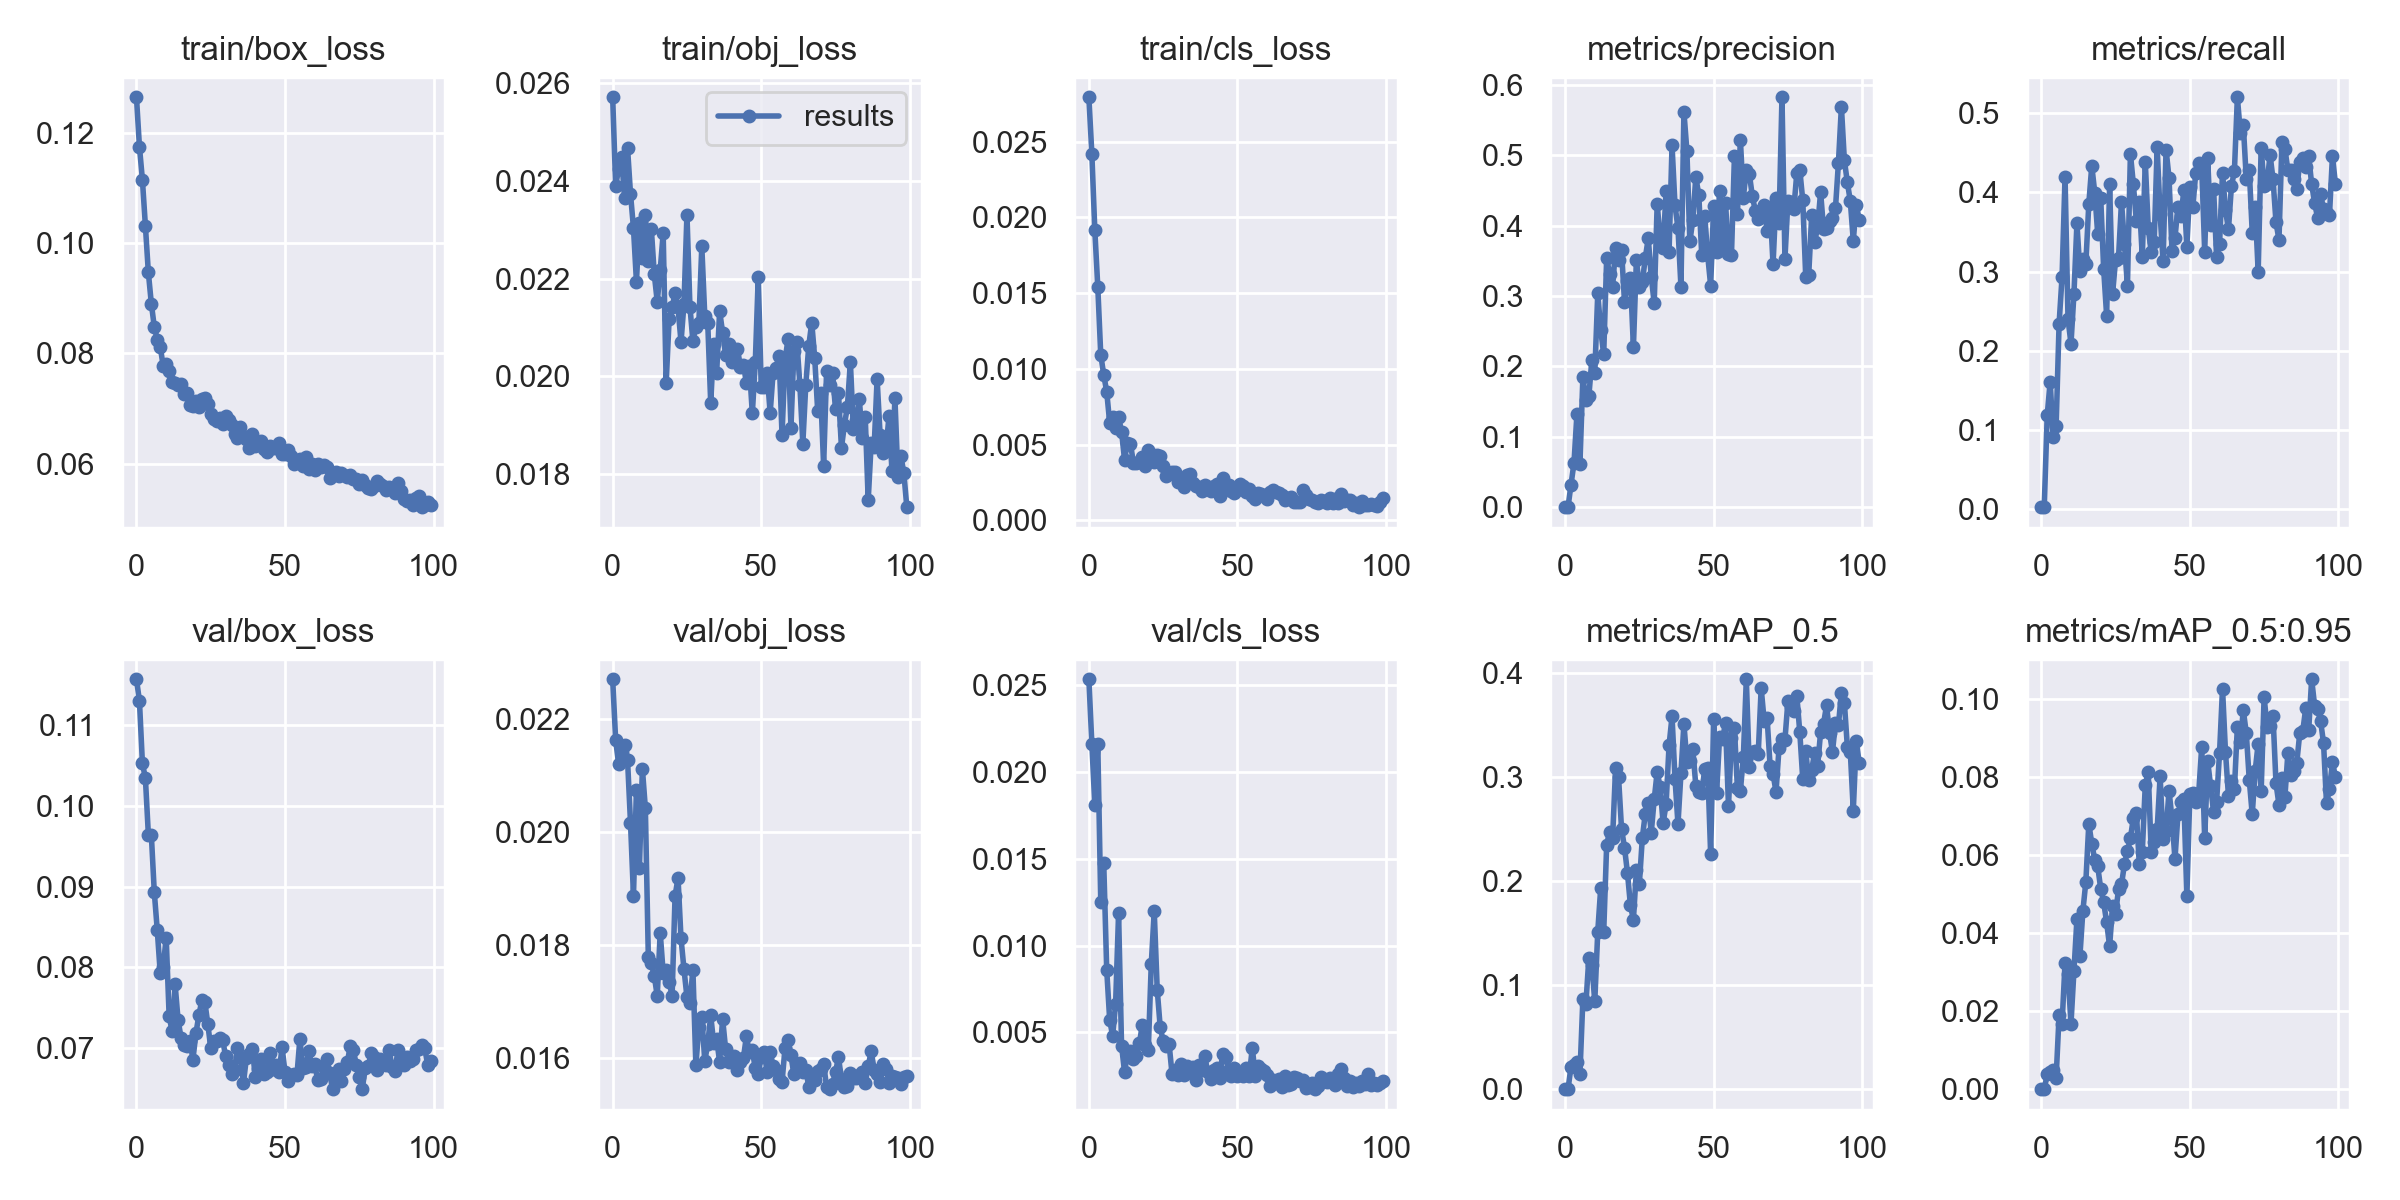 train/box_loss
0.12
0.10
0.08
0.06
0 50 100
train/obj_loss
results
0.026
0.024
0.022
0.020
0.018
0 50 100
train/cls_loss
0.025
0.020
0.015
0.010
0.005
0.000
0 50 100
metrics/precision
0.6
0.5
0.4
0.3
0.2
0.1
0.0
0 50 100
metrics/recall
0.5
0.4
0.3
0.2
0.1
0.0
0 50 100
val/box_loss
0.11
0.10
0.09
0.08
0.07
0 50 100
val/obj_loss
0.022
0.020
0.018
0.016
0 50 100
val/cls_loss
0.025
0.020
0.015
0.010
0.005
0 50 100
metrics/mAP_0.5
0.4
0.3
0.2
0.1
0.0
0 50 100
metrics/mAP_0.5:0.95
0.10
0.08
0.06
0.04
0.02
0.00
0 50 100